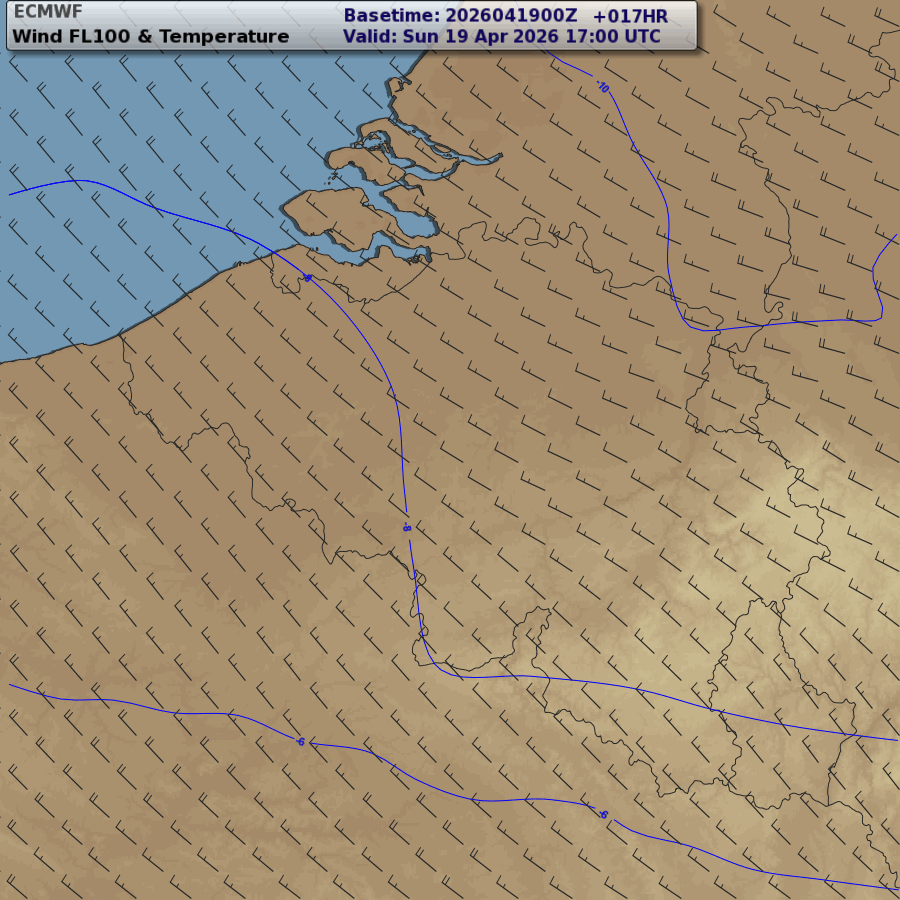 ECMWF
Wind FL100 & Temperature
Basetime: 2026041900Z +017HR
Valid: Sun 19 Apr 2026 17:00 UTC
-10
-8
-6
-6